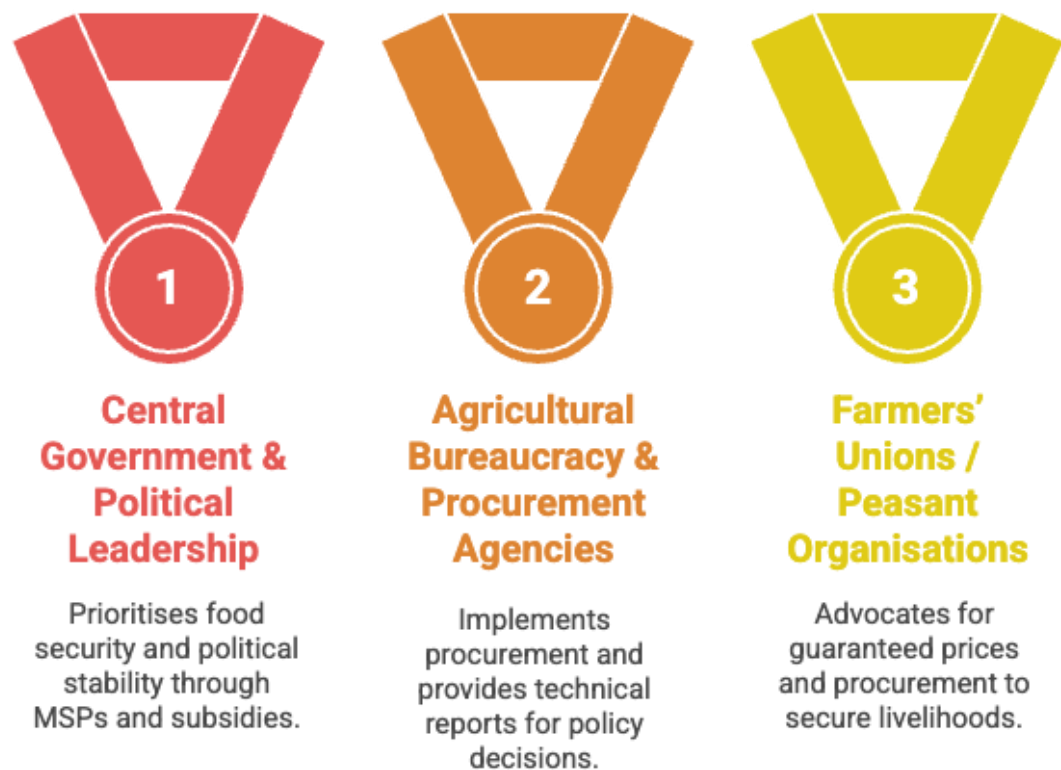 1
Central
Government &
Political
Leadership
Prioritises food
security and political
stability through
MSPs and subsidies.
2
Agricultural
Bureaucracy &
Procurement
Agencies
Implements
procurement and
provides technical
reports for policy
decisions.
3
Farmers’
Unions /
Peasant
Organisations
Advocates for
guaranteed prices
and procurement to
secure livelihoods.